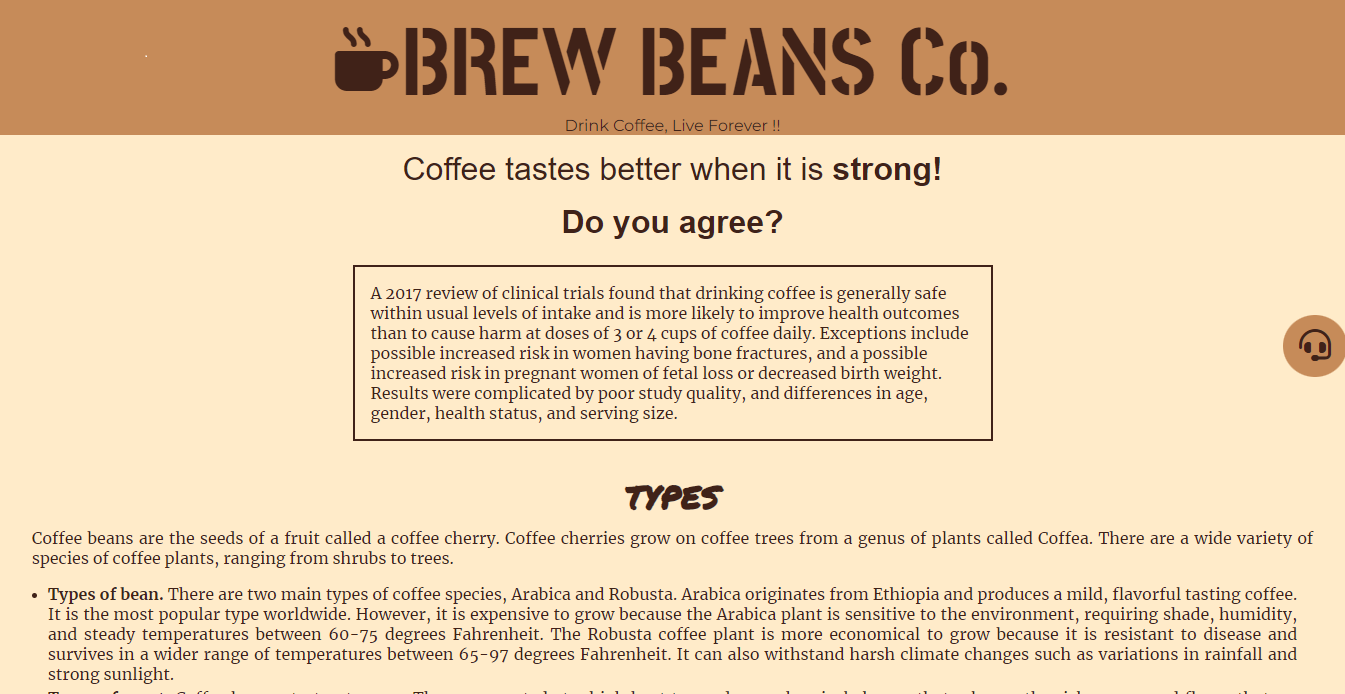 BREW BEANS Co.
Drink Coffee, Live Forever !!
Coffee tastes better when it is strong!
Do you agree?
A 2017 review of clinical trials found that drinking coffee is generally safe
within usual levels of intake and is more likely to improve health outcomes
than to cause harm at doses of 3 or 4 cups of coffee daily. Exceptions include
possible increased risk in women having bone fractures, and a possible
increased risk in pregnant women of fetal loss or decreased birth weight.
Results were complicated by poor study quality, and differences in age,
gender, health status, and serving size.
TYPES
Coffee beans are the seeds of a fruit called a coffee cherry. Coffee cherries grow on coffee trees from a genus of plants called Coffea. There are a wide variety of
species of coffee plants, ranging from shrubs to trees.
• Types of bean. There are two main types of coffee species, Arabica and Robusta. Arabica originates from Ethiopia and produces a mild, flavorful tasting coffee.
It is the most popular type worldwide. However, it is expensive to grow because the Arabica plant is sensitive to the environment, requiring shade, humidity,
and steady temperatures between 60-75 degrees Fahrenheit. The Robusta coffee plant is more economical to grow because it is resistant to disease and
survives in a wider range of temperatures between 65-97 degrees Fahrenheit. It can also withstand harsh climate changes such as variations in rainfall and
strong sunlight.